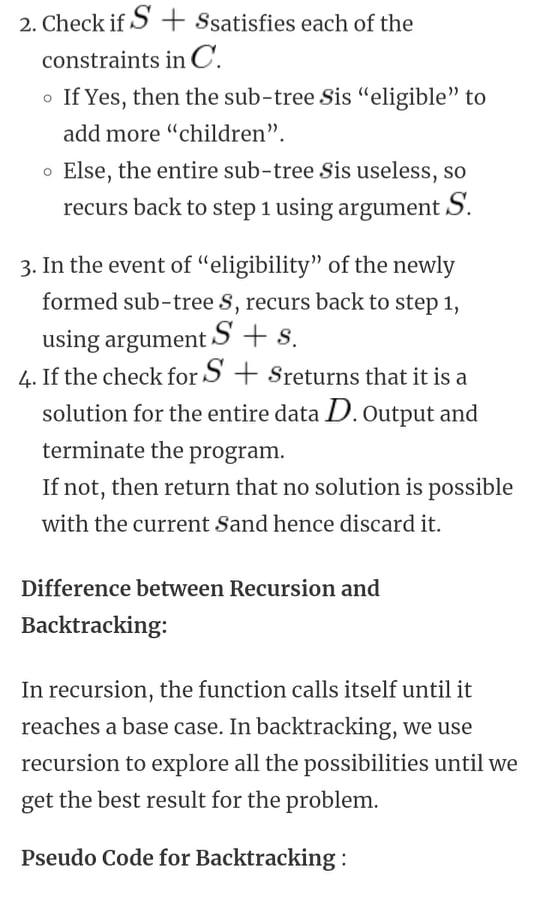 2. Check if S + s satisfies each of the
constraints in C.
If Yes, then the sub-tree s is “eligible” to
add more “children”.
Else, the entire sub-tree s is useless, so
recurs back to step 1 using argument S.
3. In the event of “eligibility” of the newly
formed sub-tree s, recurs back to step 1,
using argument S + s.
4. If the check for S + s returns that it is a
solution for the entire data D. Output and
terminate the program.
If not, then return that no solution is possible
with the current s and hence discard it.
Difference between Recursion and
Backtracking:
In recursion, the function calls itself until it
reaches a base case. In backtracking, we use
recursion to explore all the possibilities until we
get the best result for the problem.
Pseudo Code for Backtracking :